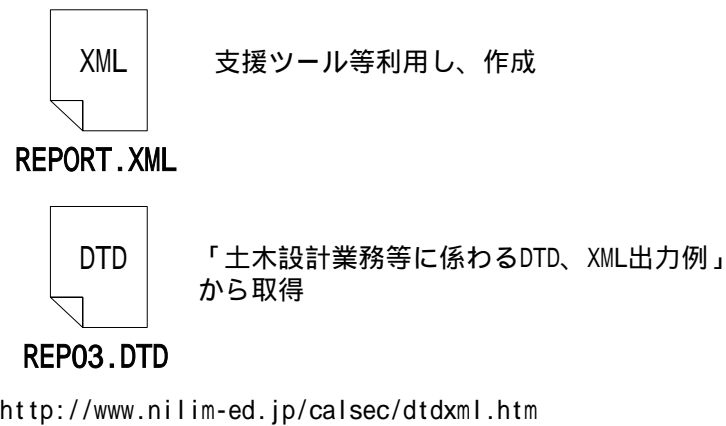 XML
支援ツール等利用し、作成
REPORT.XML
DTD
「土木設計業務等に係わるDTD、XML出力例」
から取得
REP03.DTD
http://www.nilim-ed.jp/calsec/dtdxml.htm